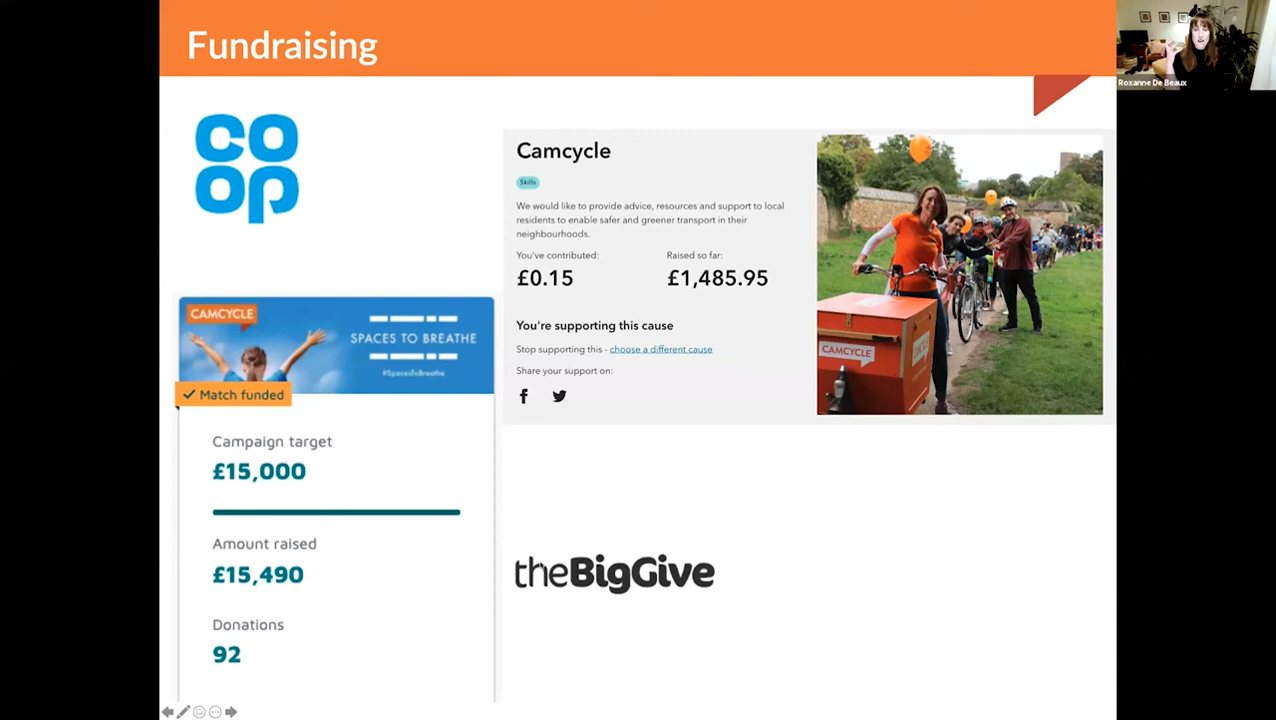 Fundraising
Roxanne De Beaux
co
op
Camcycle
Skills
We would like to provide advice, resources and support to local
residents to enable safer and greener transport in their
neighbourhoods.
You've contributed:
£0.15
Raised so far:
£1,485.95
You're supporting this cause
Stop supporting this - choose a different cause
Share your support on:
CAMCYCLE
CAMCYCLE
SPACES TO BREATHE
#SpacesToBreathe
Match funded
Campaign target
£15,000
Amount raised
£15,490
Donations
92
theBigGive